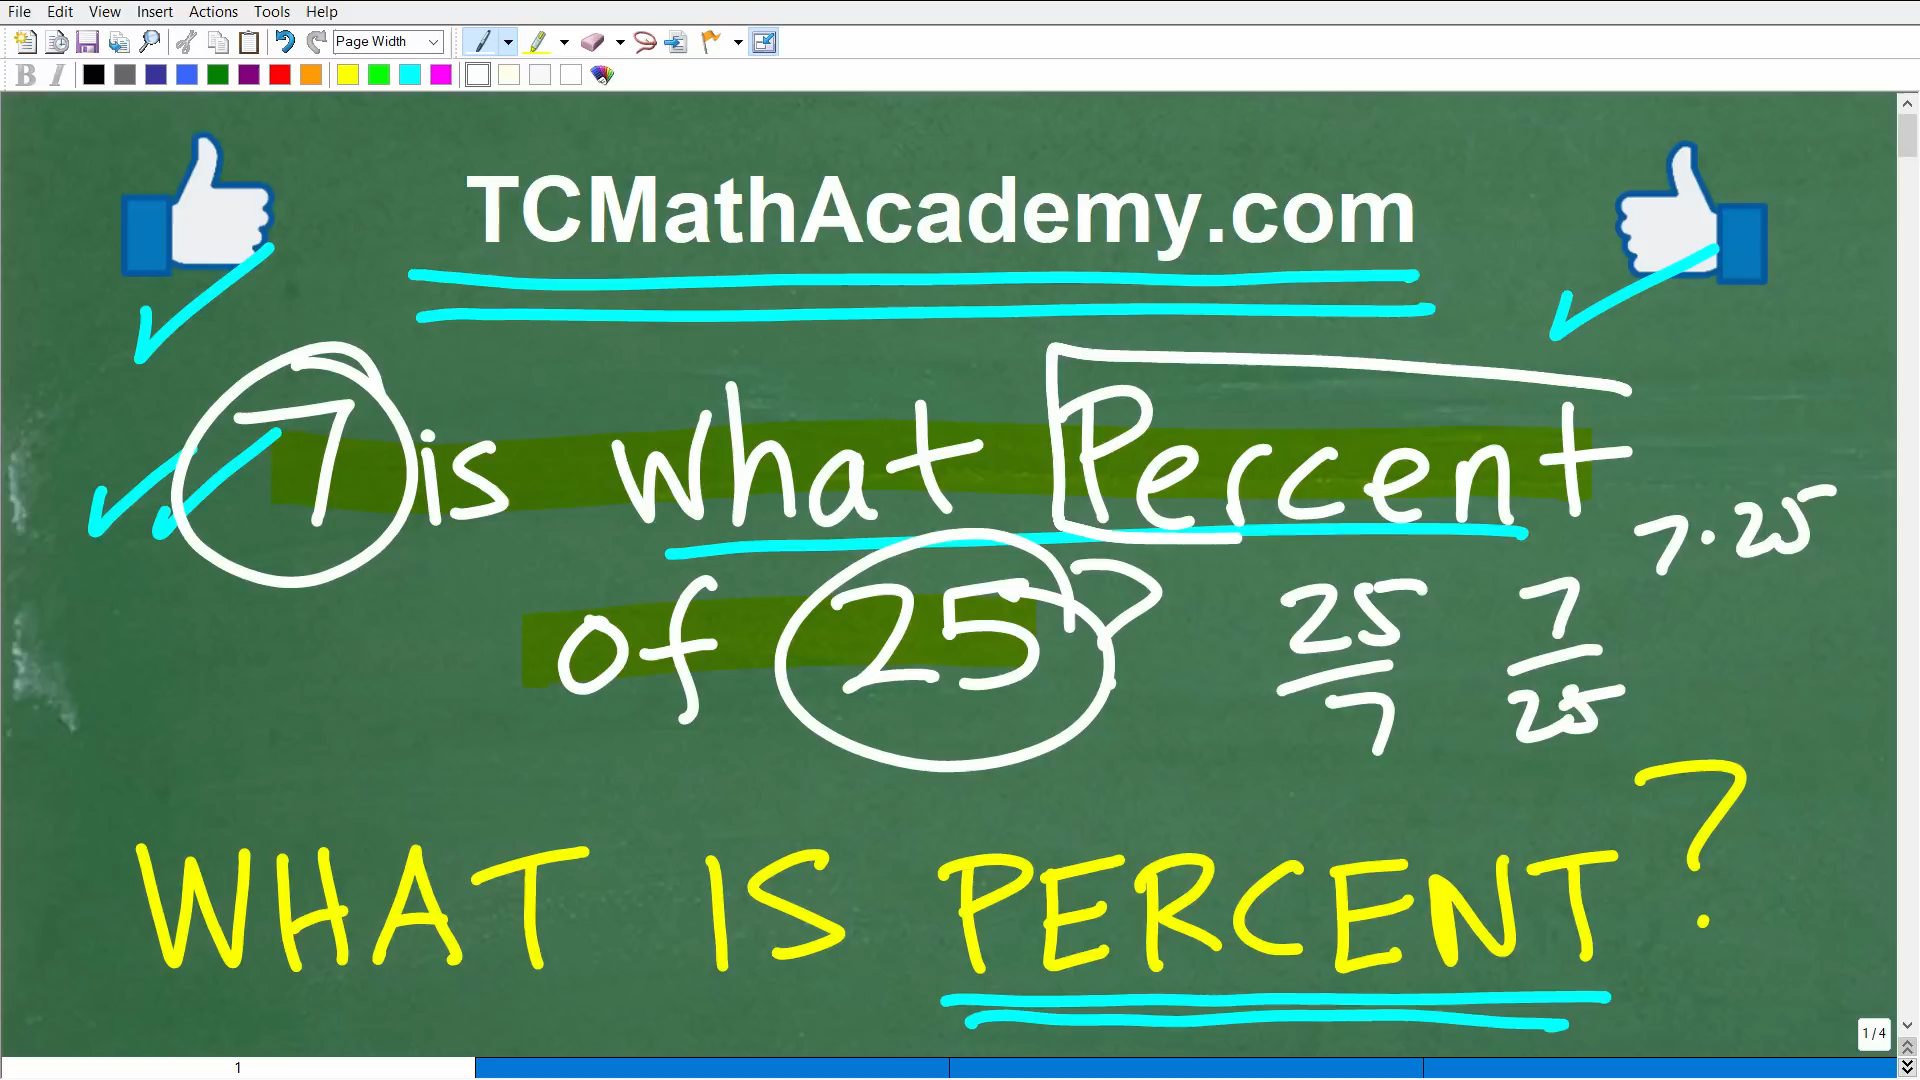 File Edit View Insert Actions Tools Help
Page Width
B I
TCMathAcademy.com
7 is what Percent
of 25?
7·25
25
7
7
25
WHAT IS PERCENT?
1 / 4
1